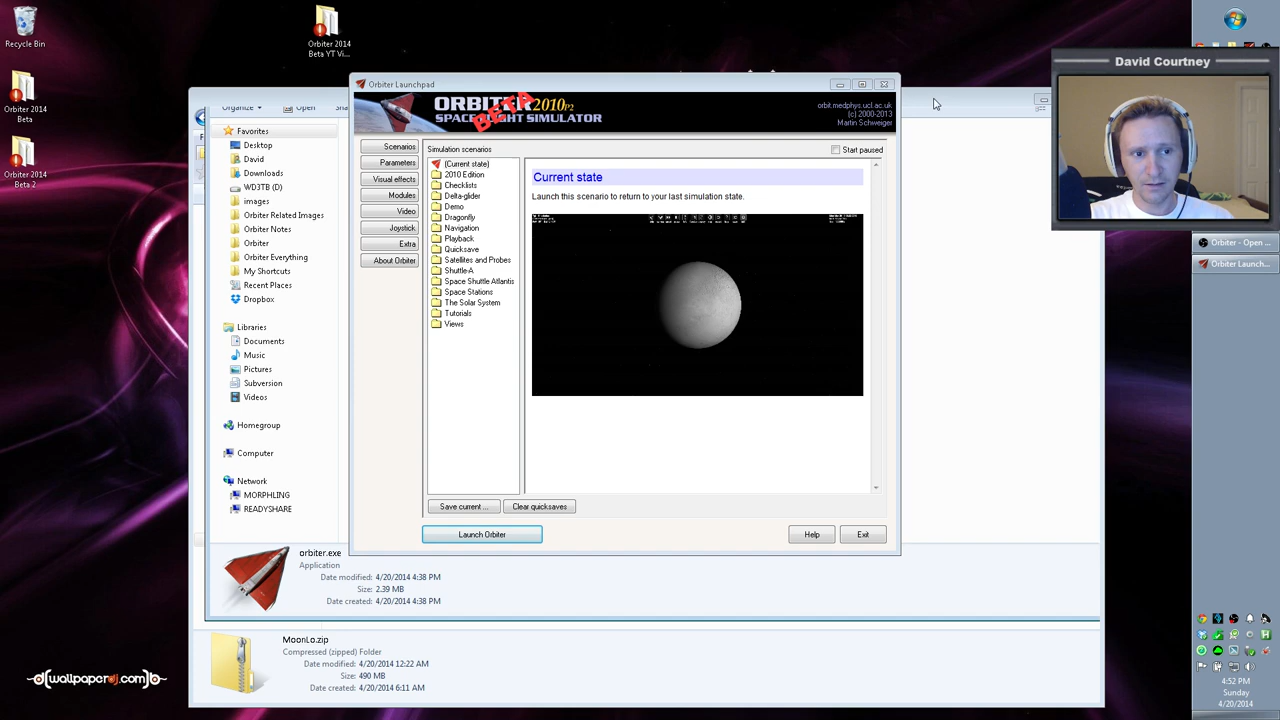 Recycle Bin
Orbiter 2014
Beta YT Vi...
Orbiter 2014
Beta
Orbiter 2014
Beta 2
David Courtney
Organize
Open
Orbiter Launchpad
ORBITER 2010P2
SPACE FLIGHT SIMULATOR
BETA
orbit.medphys.ucl.ac.uk
(c) 2000-2013
Martin Schweiger
Favorites
Desktop
David
Downloads
WD3TB (D)
images
Orbiter Related Images
Orbiter Notes
Orbiter
Orbiter Everything
My Shortcuts
Recent Places
Dropbox
Libraries
Documents
Music
Pictures
Subversion
Videos
Homegroup
Computer
Network
MORPHLING
READYSHARE
Scenarios
Parameters
Visual effects
Modules
Video
Joystick
Extra
About Orbiter
Simulation scenarios
Start paused
(Current state)
2010 Edition
Checklists
Delta-glider
Demo
Dragonfly
Navigation
Playback
Quicksave
Satellites and Probes
Shuttle-A
Space Shuttle Atlantis
Space Stations
The Solar System
Tutorials
Views
Current state
Launch this scenario to return to your last simulation state.
Save current ...
Clear quicksaves
Launch Orbiter
Help
Exit
Orbiter - Open ...
Orbiter Launch...
orbiter.exe
Application
Date modified: 4/20/2014 4:38 PM
Size: 2.39 MB
Date created: 4/20/2014 4:38 PM
MoonLo.zip
Compressed (zipped) Folder
Date modified: 4/20/2014 12:22 AM
Size: 490 MB
Date created: 4/20/2014 6:11 AM
4:52 PM
Sunday
4/20/2014